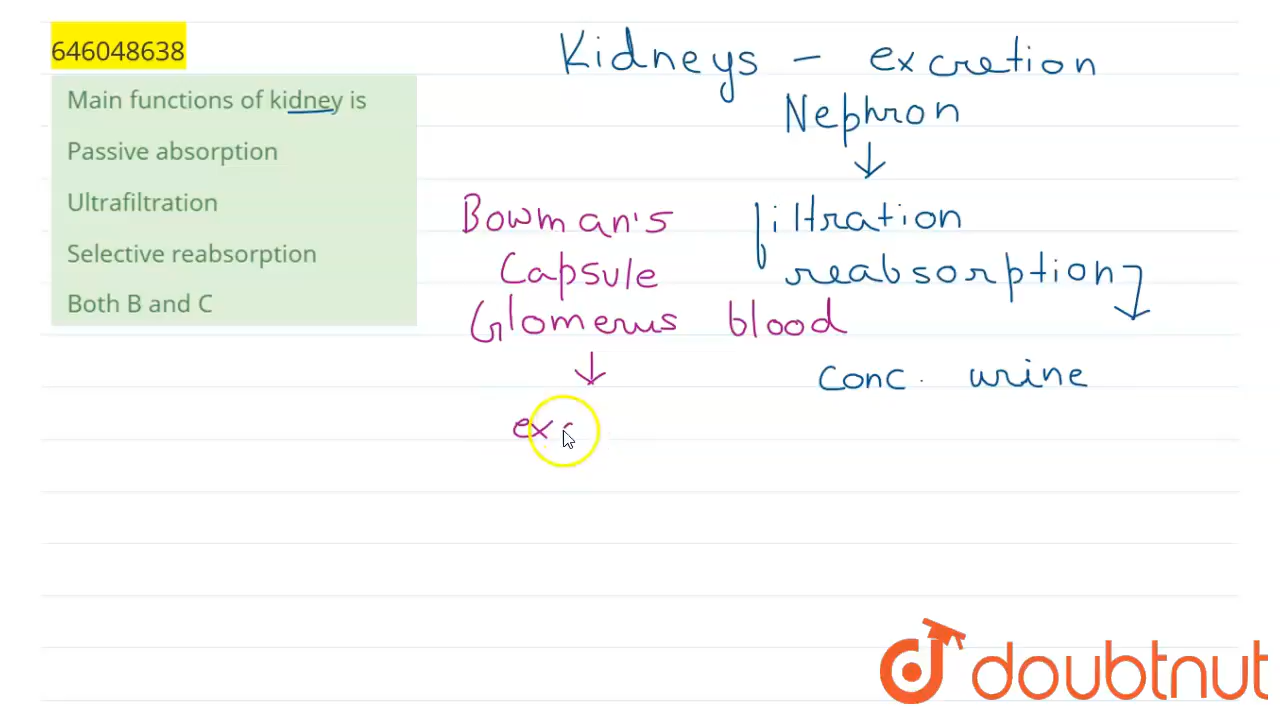 646048638
Main functions of kidney is
Passive absorption
Ultrafiltration
Selective reabsorption
Both B and C
Kidneys - excretion
Nephron
↓
Bowman's filtration
Capsule reabsorption
Glomerus blood
↓ conc. urine
doubtnut